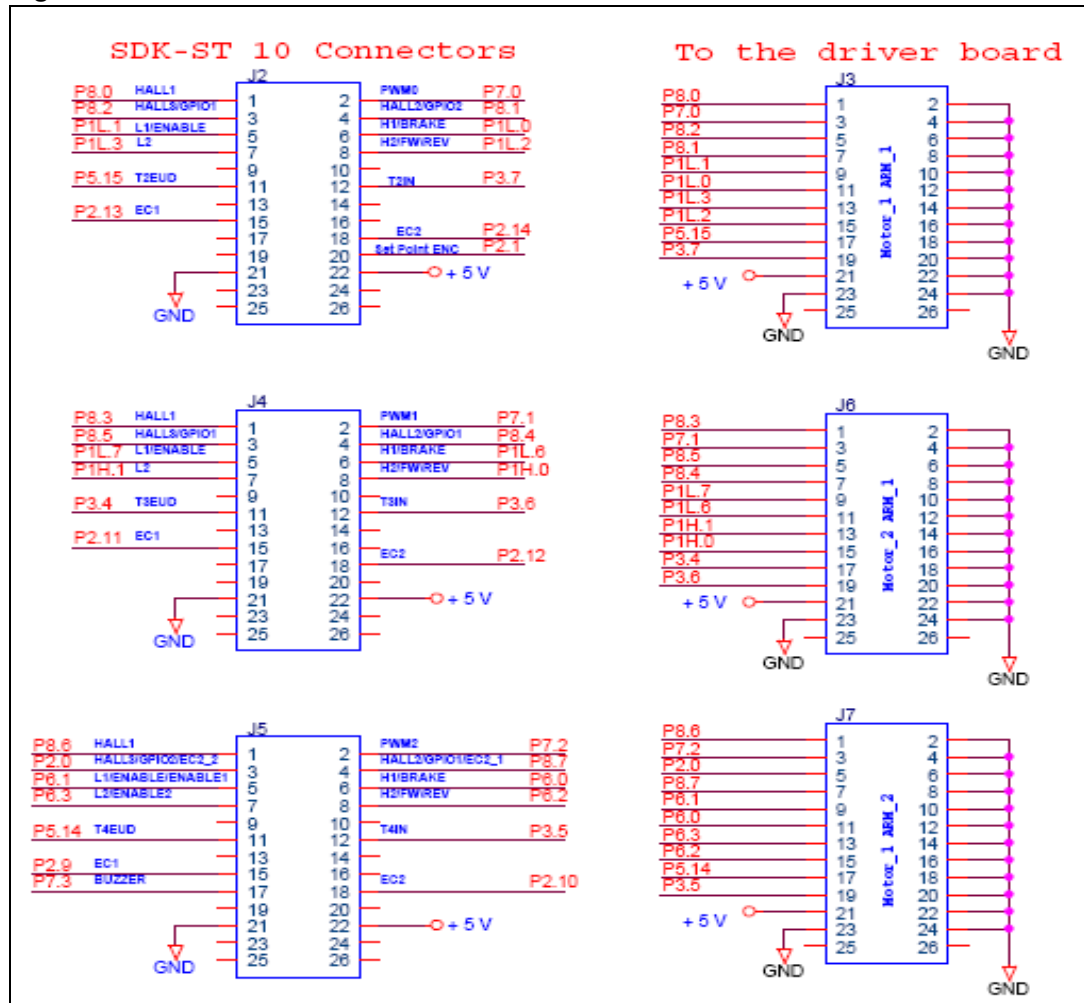 SDK-ST 10 Connectors
J2
P8.0 HALL1 1 2 PWM0 P7.0
P8.2 HALL3/GPIO1 3 4 HALL2/GPIO2 P8.1
P1L.1 L1/ENABLE 5 6 H1/BRAKE P1L.0
P1L.3 L2 7 8 H2/FW/REV P1L.2
9 10
P5.15 T2EUD 11 12 T2IN P3.7
13 14
P2.13 EC1 15 16
17 18 EC2 P2.14
19 20 Set Point ENC P2.1
21 22 + 5 V
23 24
25 26
GND
To the driver board
J3
P8.0 1 2
P7.0 3 4
P8.2 5 6
P8.1 7 8
P1L.1 9 10
P1L.0 11 12
P1L.3 13 14
P1L.2 15 16
P5.15 17 18
P3.7 19 20
+ 5 V 21 22
23 24
25 26
Motor_1 ARM_1
GND
GND
J4
P8.3 HALL1 1 2 PWM1 P7.1
P8.5 HALL3/GPIO1 3 4 HALL2/GPIO1 P8.4
P1L.7 L1/ENABLE 5 6 H1/BRAKE P1L.6
P1H.1 L2 7 8 H2/FW/REV P1H.0
9 10
P3.4 T3EUD 11 12 T3IN P3.6
13 14
P2.11 EC1 15 16
17 18 EC2 P2.12
19 20
21 22 + 5 V
23 24
25 26
GND
J6
P8.3 1 2
P7.1 3 4
P8.5 5 6
P8.4 7 8
P1L.7 9 10
P1L.6 11 12
P1H.1 13 14
P1H.0 15 16
P3.4 17 18
P3.6 19 20
+ 5 V 21 22
23 24
25 26
Motor_2 ARM_1
GND
GND
J5
P8.6 HALL1 1 2 PWM2 P7.2
P2.0 HALL3/GPIO2/EC2_2 3 4 HALL2/GPIO1/EC2_1 P8.7
P6.1 L1/ENABLE/ENABLE1 5 6 H1/BRAKE P6.0
P6.3 L2/ENABLE2 7 8 H2/FW/REV P6.2
9 10
P5.14 T4EUD 11 12 T4IN P3.5
13 14
P2.9 EC1 15 16
P7.3 BUZZER 17 18 EC2 P2.10
19 20
21 22 + 5 V
23 24
25 26
GND
J7
P8.6 1 2
P7.2 3 4
P2.0 5 6
P8.7 7 8
P6.1 9 10
P6.0 11 12
P6.3 13 14
P6.2 15 16
P5.14 17 18
P3.5 19 20
+ 5 V 21 22
23 24
25 26
Motor_1 ARM_2
GND
GND